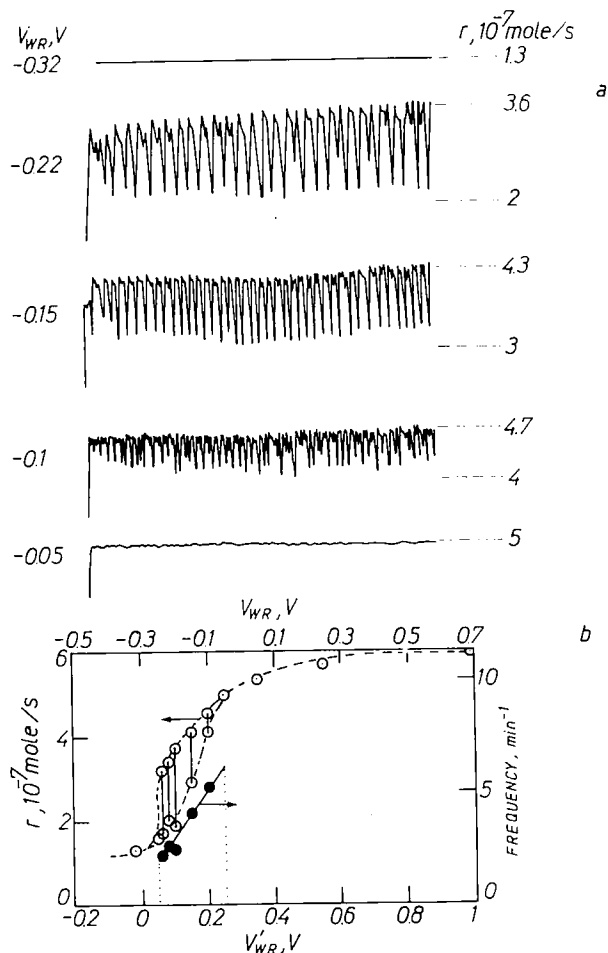 V_WR, V r, 10^-7 mole/s
-0.32 1.3
a
3.6
-0.22
2
4.3
-0.15
3
4.7
-0.1
4
-0.05 5
V_WR, V
b
-0.5 -0.3 -0.1 0.1 0.3 0.5 0.7
6
10
r, 10^-7 mole/s
4
5
FREQUENCY, min^-1
2
0 0
-0.2 0 0.2 0.4 0.6 0.8 1
V'_WR, V